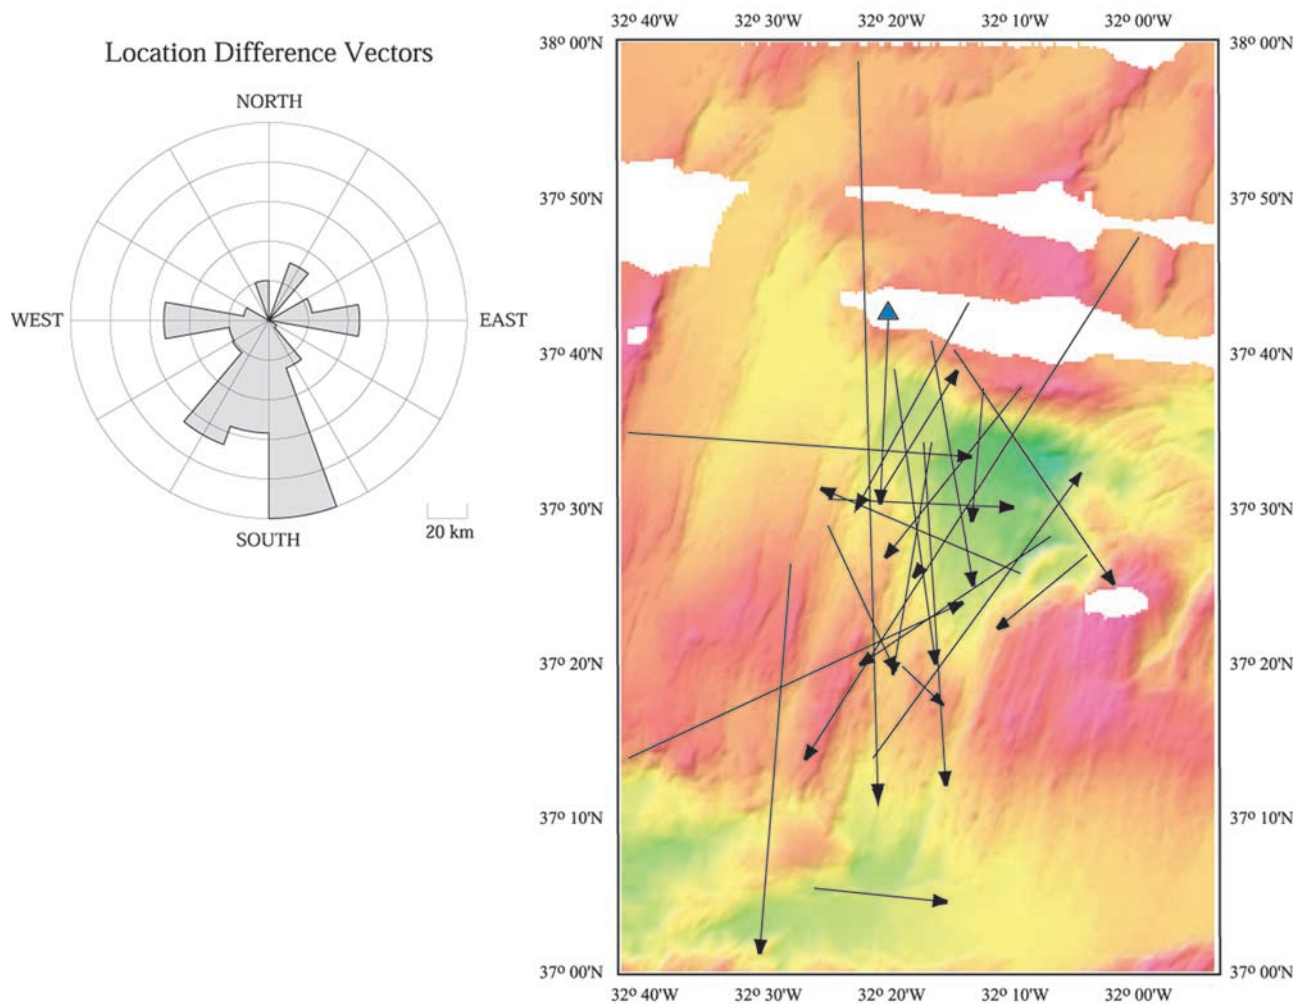 Location Difference Vectors
NORTH
WEST
EAST
SOUTH
20 km
32º 40'W 32º 30'W 32º 20'W 32º 10'W 32º 00'W
38º 00'N 38º 00'N
37º 50'N 37º 50'N
37º 40'N 37º 40'N
37º 30'N 37º 30'N
37º 20'N 37º 20'N
37º 10'N 37º 10'N
37º 00'N 37º 00'N
32º 40'W 32º 30'W 32º 20'W 32º 10'W 32º 00'W